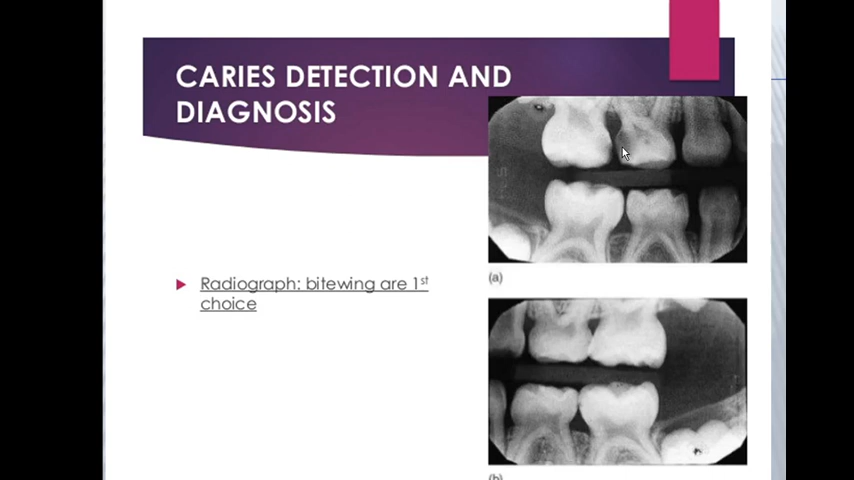 CARIES DETECTION AND
DIAGNOSIS
Radiograph: bitewing are 1st
choice
(a)
(b)